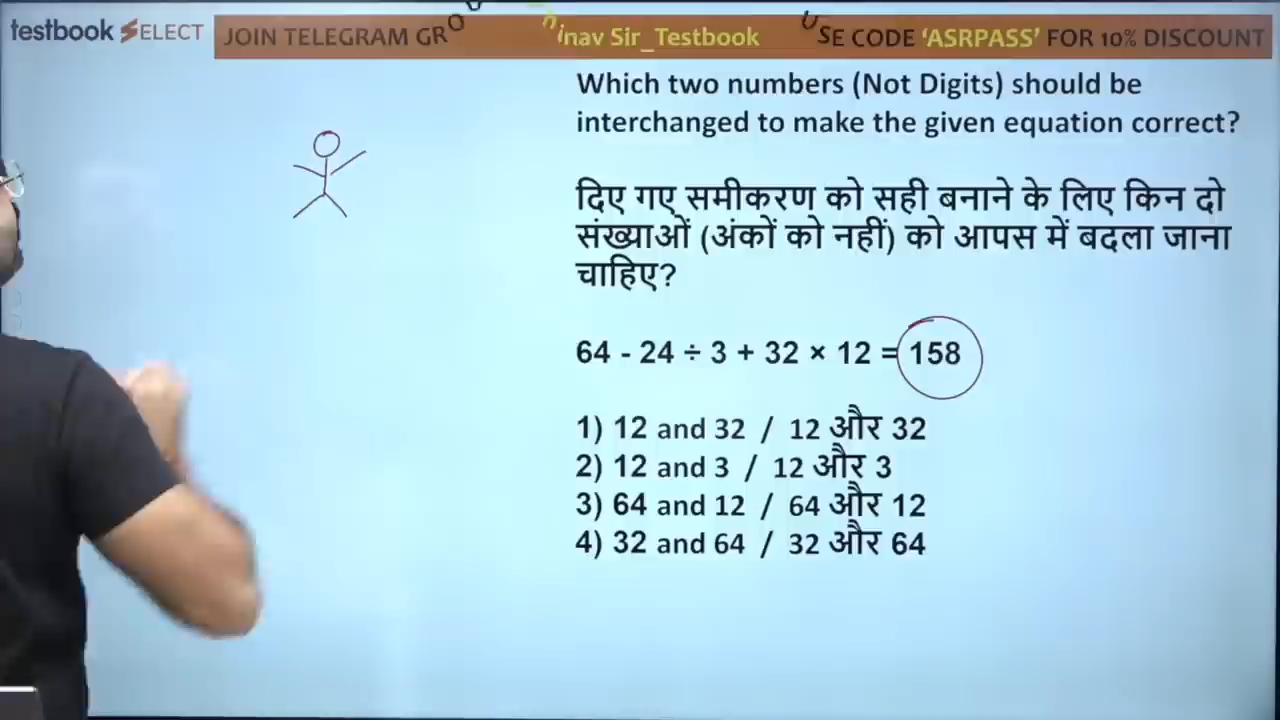 testbook SELECT
JOIN TELEGRAM GRO
inav Sir_Testbook
USE CODE 'ASRPASS' FOR 10% DISCOUNT
Which two numbers (Not Digits) should be
interchanged to make the given equation correct?
दिए गए समीकरण को सही बनाने के लिए किन दो
संख्याओं (अंकों को नहीं) को आपस में बदला जाना
चाहिए?
64 - 24 ÷ 3 + 32 × 12 = 158
1) 12 and 32 / 12 और 32
2) 12 and 3 / 12 और 3
3) 64 and 12 / 64 और 12
4) 32 and 64 / 32 और 64